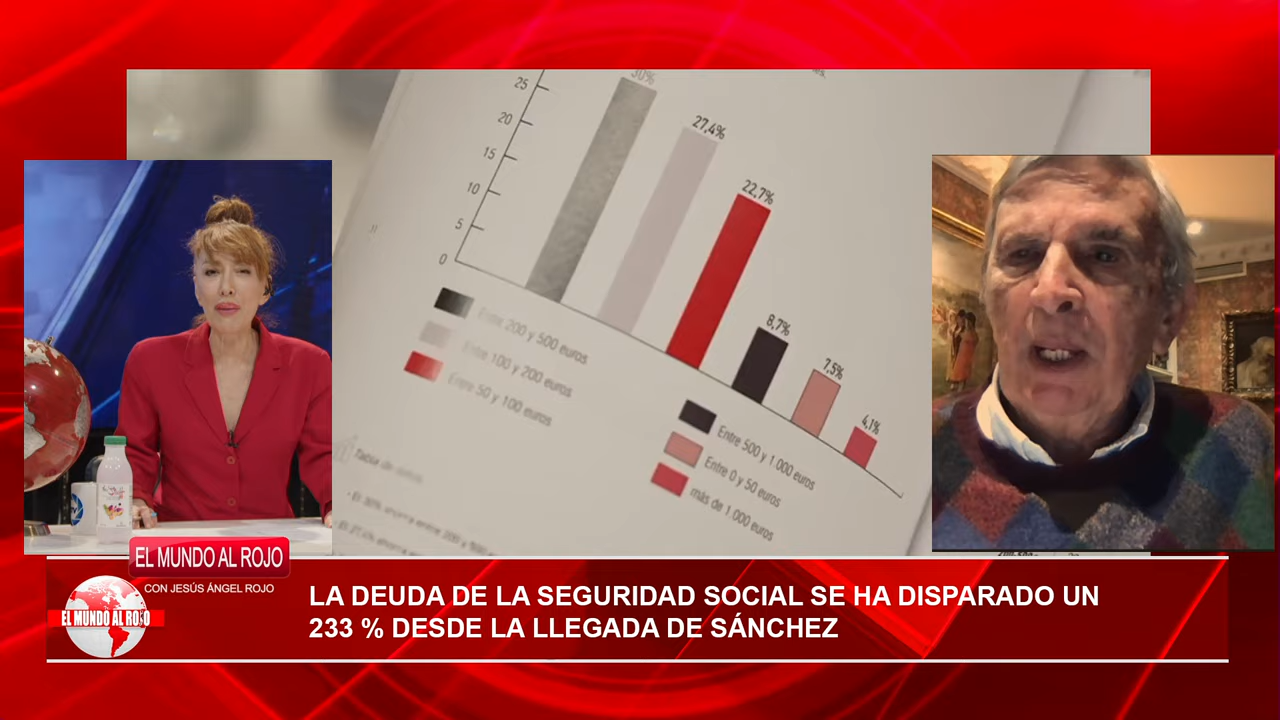 25
20
15
10
5
0
30%
27,4%
22,7%
8,7%
7,5%
4,1%
Entre 200 y 500 euros
Entre 100 y 200 euros
Entre 50 y 100 euros
Entre 500 y 1.000 euros
Entre 0 y 50 euros
más de 1.000 euros
Tabla de
EL MUNDO AL ROJO
CON JESÚS ÁNGEL ROJO
EL MUNDO AL ROJO
LA DEUDA DE LA SEGURIDAD SOCIAL SE HA DISPARADO UN
233 % DESDE LA LLEGADA DE SÁNCHEZ